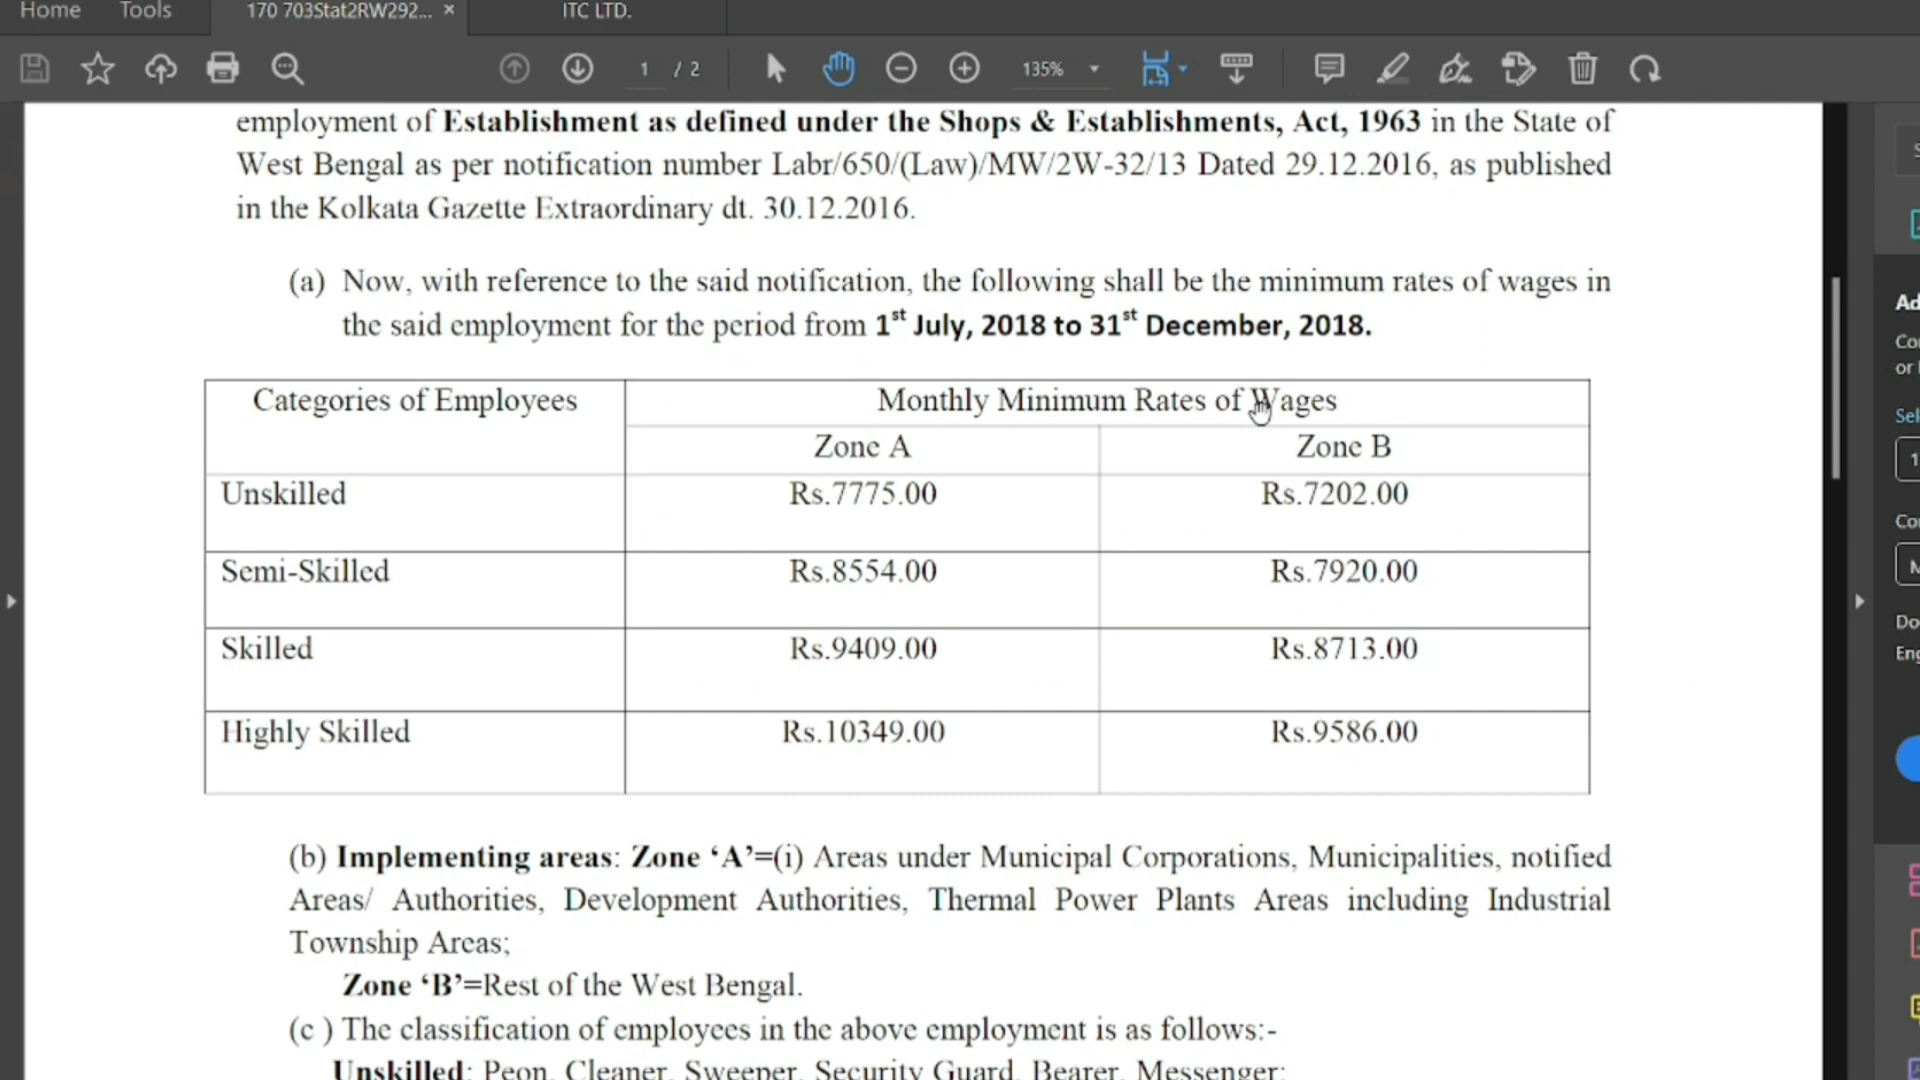 Home Tools 170 703Stat2RW292... × ITC LTD.
1 / 2 135%
employment of Establishment as defined under the Shops & Establishments, Act, 1963 in the State of
West Bengal as per notification number Labr/650/(Law)/MW/2W-32/13 Dated 29.12.2016, as published
in the Kolkata Gazette Extraordinary dt. 30.12.2016.
(a) Now, with reference to the said notification, the following shall be the minimum rates of wages in
the said employment for the period from 1st July, 2018 to 31st December, 2018.
Categories of Employees Monthly Minimum Rates of Wages
Zone A Zone B
Unskilled Rs.7775.00 Rs.7202.00
Semi-Skilled Rs.8554.00 Rs.7920.00
Skilled Rs.9409.00 Rs.8713.00
Highly Skilled Rs.10349.00 Rs.9586.00
(b) Implementing areas: Zone ‘A’=(i) Areas under Municipal Corporations, Municipalities, notified
Areas/ Authorities, Development Authorities, Thermal Power Plants Areas including Industrial
Township Areas;
Zone ‘B’=Rest of the West Bengal.
(c ) The classification of employees in the above employment is as follows:-
Unskilled: Peon, Cleaner, Sweeper, Security Guard, Bearer, Messenger;